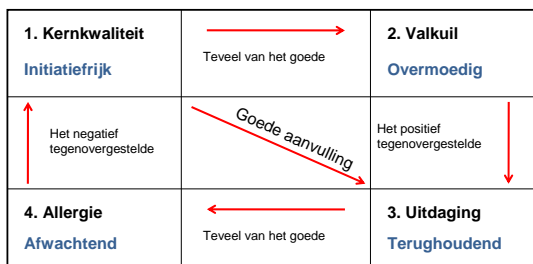 1. Kernkwaliteit
Initiatiefrijk
Teveel van het goede
2. Valkuil
Overmoedig
Het negatief
tegenovergestelde
Goede aanvulling
Het positief
tegenovergestelde
4. Allergie
Afwachtend
Teveel van het goede
3. Uitdaging
Terughoudend